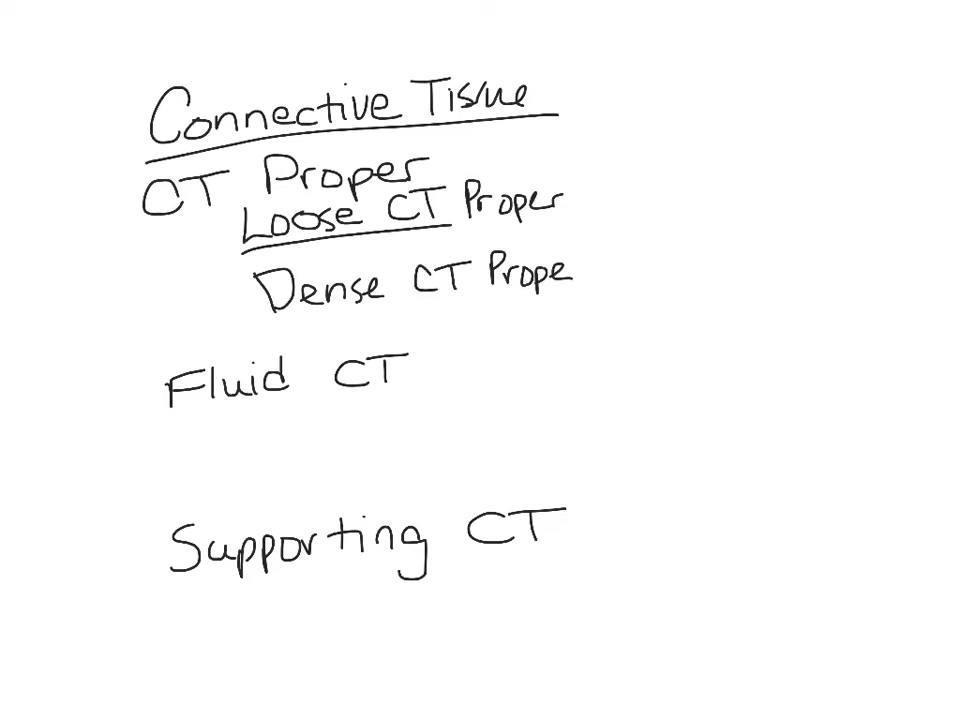 Connective Tissue
CT Proper
Loose CT Proper
Dense CT Prope
Fluid CT
Supporting CT